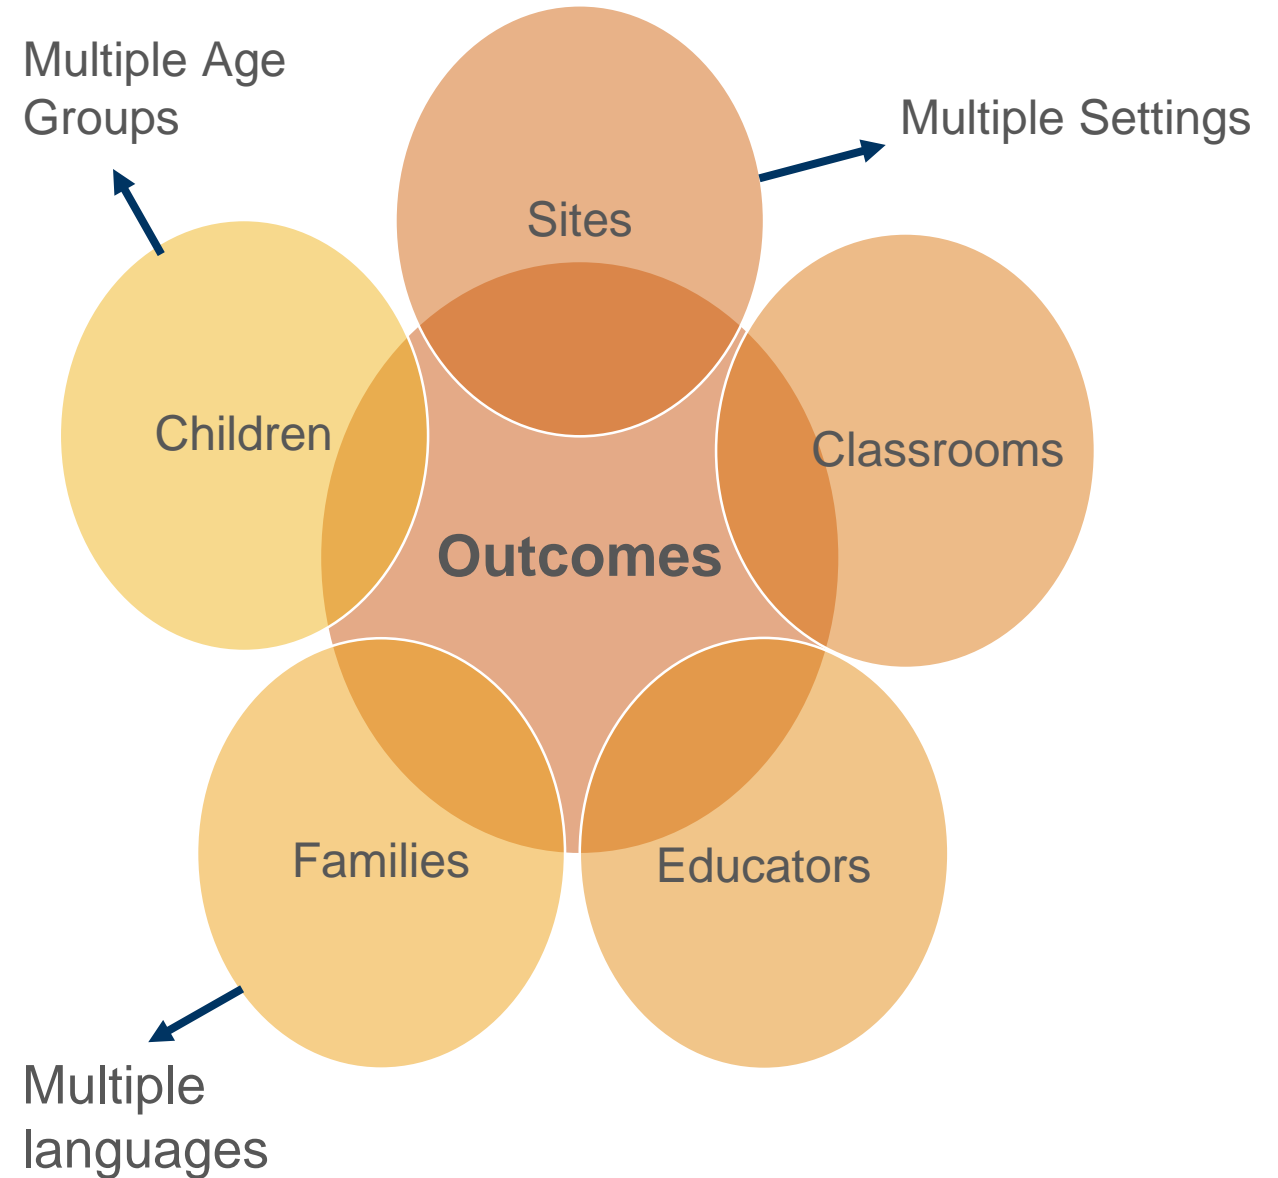 Multiple Age
Groups
Multiple Settings
Sites
Children
Classrooms
Outcomes
Families
Educators
Multiple
languages